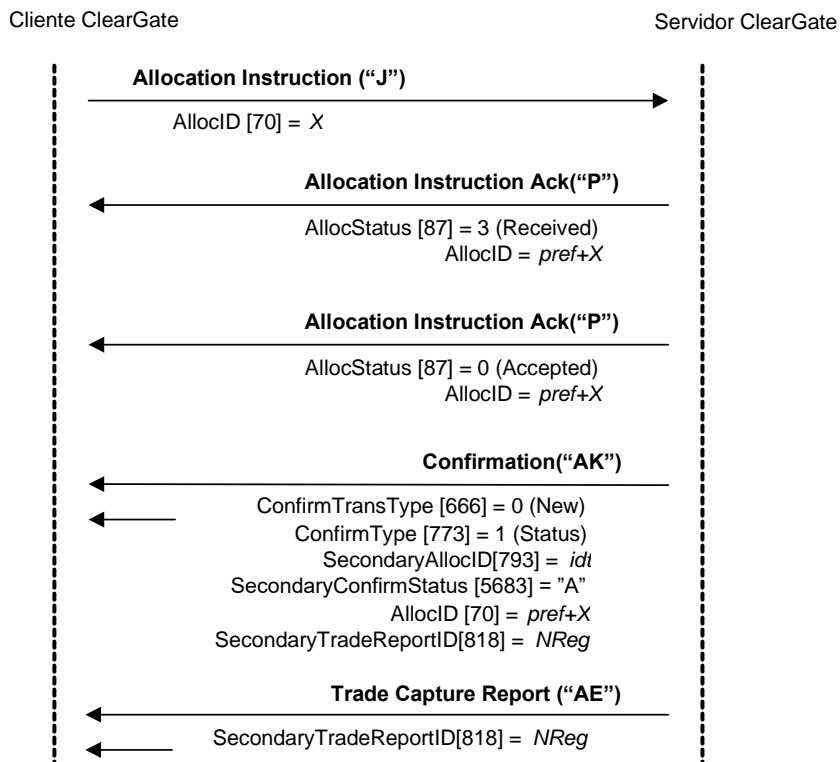 Cliente ClearGate
Servidor ClearGate
Allocation Instruction (“J”)
AllocID [70] = X
Allocation Instruction Ack(“P”)
AllocStatus [87] = 3 (Received)
AllocID = pref+X
Allocation Instruction Ack(“P”)
AllocStatus [87] = 0 (Accepted)
AllocID = pref+X
Confirmation(“AK”)
ConfirmTransType [666] = 0 (New)
ConfirmType [773] = 1 (Status)
SecondaryAllocID[793] = idt
SecondaryConfirmStatus [5683] = ”A”
AllocID [70] = pref+X
SecondaryTradeReportID[818] = NReg
Trade Capture Report (“AE”)
SecondaryTradeReportID[818] = NReg